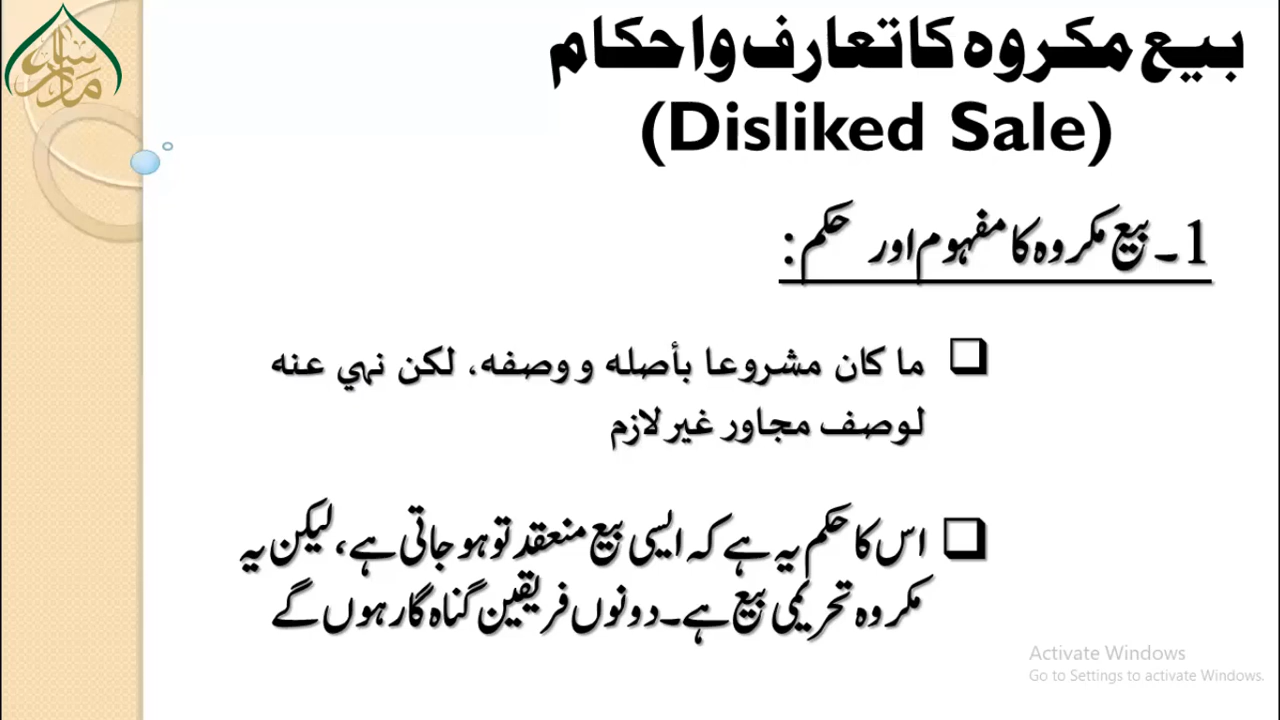 بیع مکروہ کا تعارف و احکام
(Disliked Sale)
1۔ بیع مکروہ کا مفہوم اور حکم:
ما كان مشروعا بأصله ووصفه، لكن نهي عنه
لوصف مجاور غير لازم
اس کا حکم یہ ہے کہ ایسی بیع منعقد تو ہو جاتی ہے، لیکن یہ
مکروہ تحریمی بیع ہے۔ دونوں فریقین گناہ گار ہوں گے
Activate Windows
Go to Settings to activate Windows.